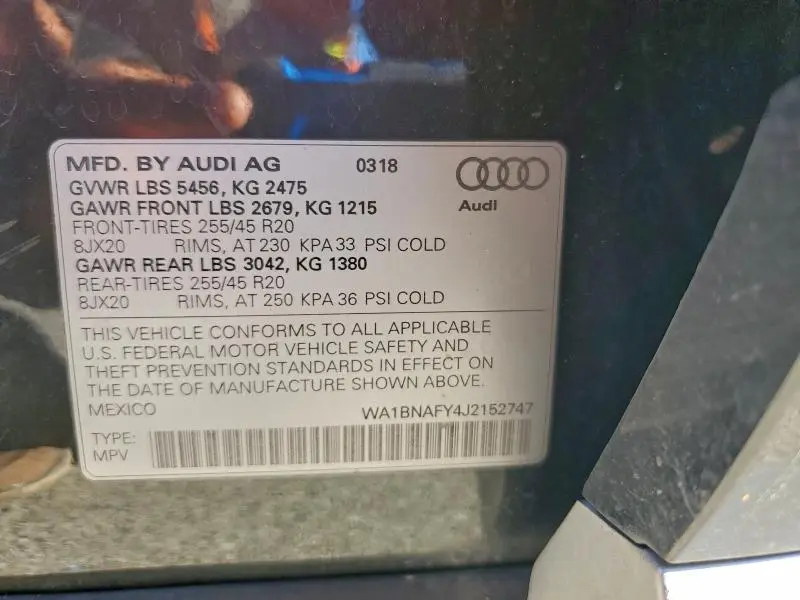 MFD. BY AUDI AG 0318
GVWR LBS 5456, KG 2475
GAWR FRONT LBS 2679, KG 1215
Audi
FRONT-TIRES 255/45 R20
8JX20 RIMS, AT 230 KPA 33 PSI COLD
GAWR REAR LBS 3042, KG 1380
REAR-TIRES 255/45 R20
8JX20 RIMS, AT 250 KPA 36 PSI COLD
THIS VEHICLE CONFORMS TO ALL APPLICABLE
U.S. FEDERAL MOTOR VEHICLE SAFETY AND
THEFT PREVENTION STANDARDS IN EFFECT ON
THE DATE OF MANUFACTURE SHOWN ABOVE.
MEXICO WA1BNAFY4J2152747
TYPE:
MPV